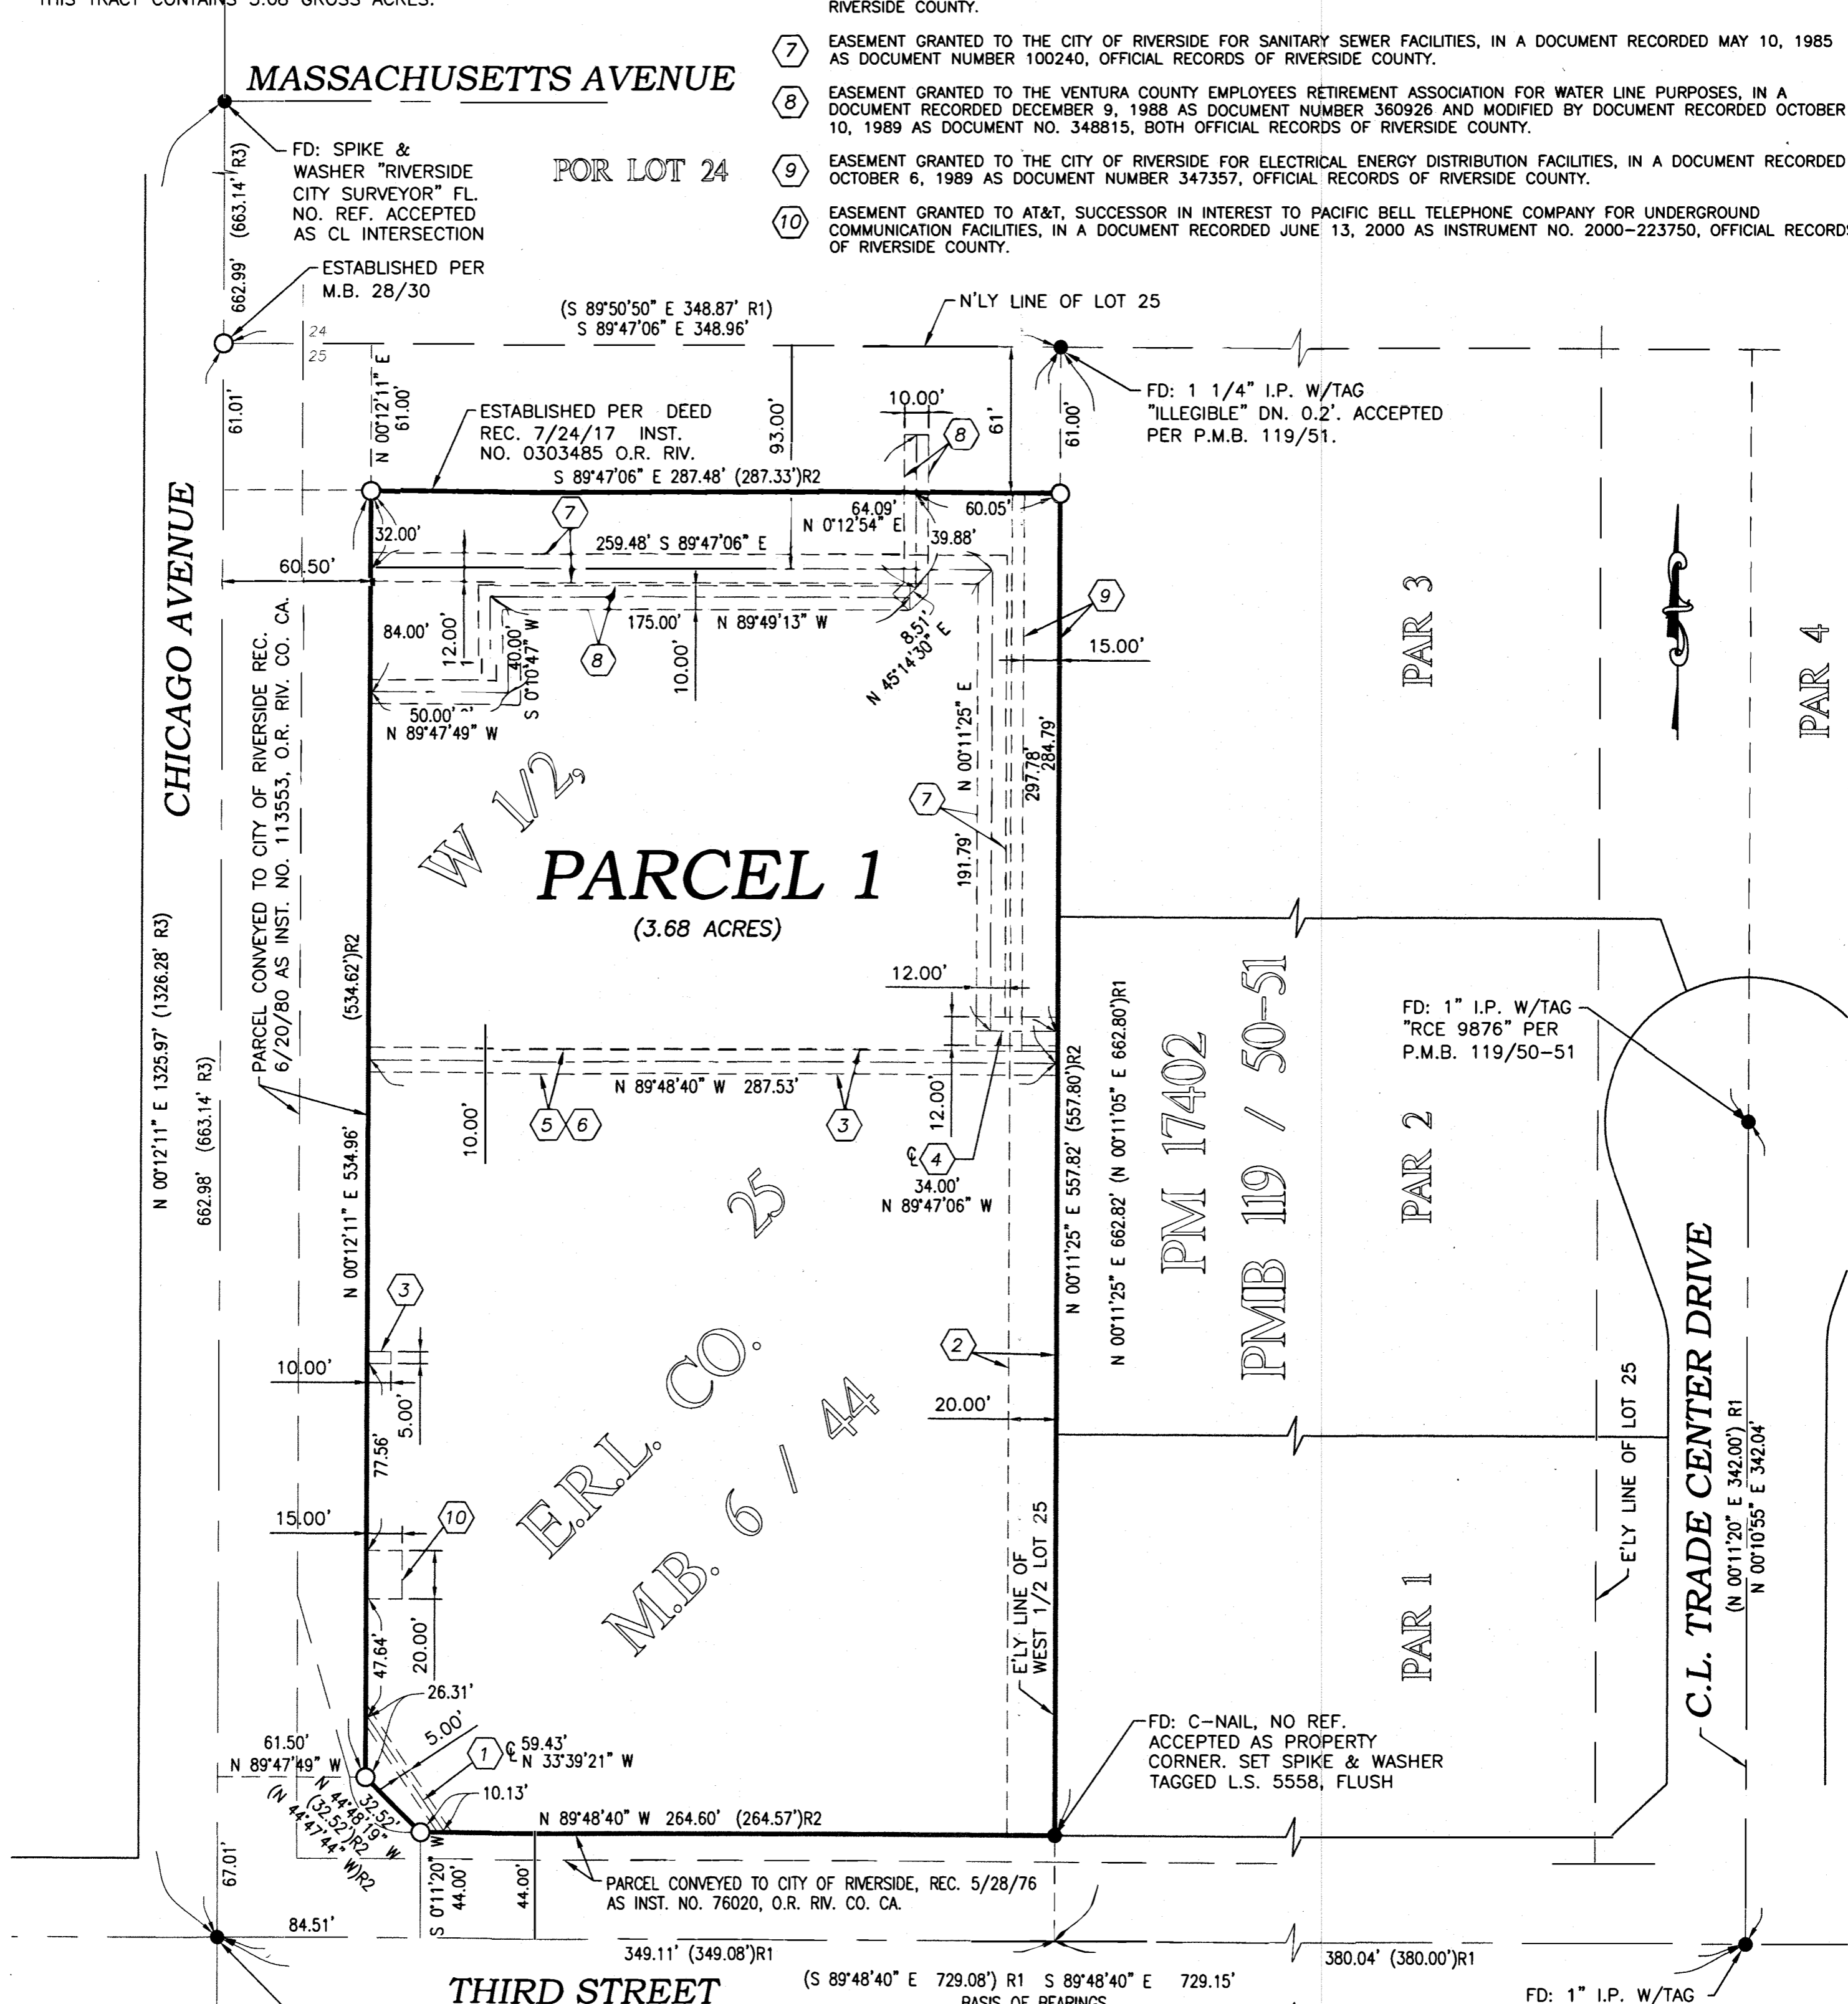 THIS TRACT CONTAINS 3.68 GROSS ACRES.
RIVERSIDE COUNTY.
7 EASEMENT GRANTED TO THE CITY OF RIVERSIDE FOR SANITARY SEWER FACILITIES, IN A DOCUMENT RECORDED MAY 10, 1985
AS DOCUMENT NUMBER 100240, OFFICIAL RECORDS OF RIVERSIDE COUNTY.
8 EASEMENT GRANTED TO THE VENTURA COUNTY EMPLOYEES RETIREMENT ASSOCIATION FOR WATER LINE PURPOSES, IN A
DOCUMENT RECORDED DECEMBER 9, 1988 AS DOCUMENT NUMBER 360926 AND MODIFIED BY DOCUMENT RECORDED OCTOBER
10, 1989 AS DOCUMENT NO. 348815, BOTH OFFICIAL RECORDS OF RIVERSIDE COUNTY.
9 EASEMENT GRANTED TO THE CITY OF RIVERSIDE FOR ELECTRICAL ENERGY DISTRIBUTION FACILITIES, IN A DOCUMENT RECORDED
OCTOBER 6, 1989 AS DOCUMENT NUMBER 347357, OFFICIAL RECORDS OF RIVERSIDE COUNTY.
10 EASEMENT GRANTED TO AT&T, SUCCESSOR IN INTEREST TO PACIFIC BELL TELEPHONE COMPANY FOR UNDERGROUND
COMMUNICATION FACILITIES, IN A DOCUMENT RECORDED JUNE 13, 2000 AS INSTRUMENT NO. 2000-223750, OFFICIAL RECORDS
OF RIVERSIDE COUNTY.
MASSACHUSETTS AVENUE
FD: SPIKE &
WASHER "RIVERSIDE
CITY SURVEYOR" FL.
NO. REF. ACCEPTED
AS CL INTERSECTION
POR LOT 24
662.99' (663.14' R3)
ESTABLISHED PER
M.B. 28/30
24
25
(S 89°50'50" E 348.87' R1)
S 89°47'06" E 348.96'
N'LY LINE OF LOT 25
61.01'
N 00°12'11" E
61.00'
ESTABLISHED PER DEED
REC. 7/24/17 INST.
NO. 0303485 O.R. RIV.
93.00'
10.00'
8
61'
61.00'
FD: 1 1/4" I.P. W/TAG
"ILLEGIBLE" DN. 0.2'. ACCEPTED
PER P.M.B. 119/51.
S 89°47'06" E 287.48' (287.33')R2
CHICAGO AVENUE
32.00'
7
64.09'
N 0°12'54" E
60.05'
39.88'
259.48' S 89°47'06" E
60.50'
84.00'
12.00'
40.00'
S 0°10'47" W
175.00' N 89°49'13" W
8
10.00'
8.51'
N 45°14'30" E
9
15.00'
50.00'
N 89°47'49" W
PAR 3
PAR 4
N 00°11'25" E
191.79'
297.78'
284.79'
7
W 1/2,
PARCEL 1
(3.68 ACRES)
PARCEL CONVEYED TO CITY OF RIVERSIDE REC.
6/20/80 AS INST. NO. 113553, O.R. RIV. CO. CA.
N 00°12'11" E 1325.97' (1326.28' R3)
662.98' (663.14' R3)
(534.62')R2
N 00°12'11" E 534.96'
12.00'
N 89°48'40" W 287.53'
10.00'
5 6
3
12.00'
℄ 4
34.00'
N 89°47'06" W
N 00°11'25" E 557.82' (557.80')R2
N 00°11'25" E 662.82' (N 00°11'05" E 662.80')R1
PM 17402
PMB 119 / 50-51
PAR 2
FD: 1" I.P. W/TAG
"RCE 9876" PER
P.M.B. 119/50-51
25
E.R.L. CO.
M.B. 6 / 44
3
10.00'
5.00'
77.56'
2
20.00'
15.00'
10
20.00'
47.64'
E'LY LINE OF
WEST 1/2 LOT 25
PAR 1
E'LY LINE OF LOT 25
C.L. TRADE CENTER DRIVE
(N 00°11'20" E 342.00') R1
N 00°10'55" E 342.04'
26.31'
5.00'
1 ℄ 59.43'
N 33°39'21" W
10.13'
61.50'
N 89°47'49" W
32.52'
N 44°48'19" W
(32.52')R2
(N 44°47'44" W)R2
N 89°48'40" W 264.60' (264.57')R2
FD: C-NAIL, NO REF.
ACCEPTED AS PROPERTY
CORNER. SET SPIKE & WASHER
TAGGED L.S. 5558, FLUSH
67.01'
S 0°11'20" W
44.00'
44.00'
PARCEL CONVEYED TO CITY OF RIVERSIDE, REC. 5/28/76
AS INST. NO. 76020, O.R. RIV. CO. CA.
84.51'
349.11' (349.08')R1
380.04' (380.00')R1
THIRD STREET
(S 89°48'40" E 729.08') R1 S 89°48'40" E 729.15'
BASIS OF BEARINGS
FD: 1" I.P. W/TAG